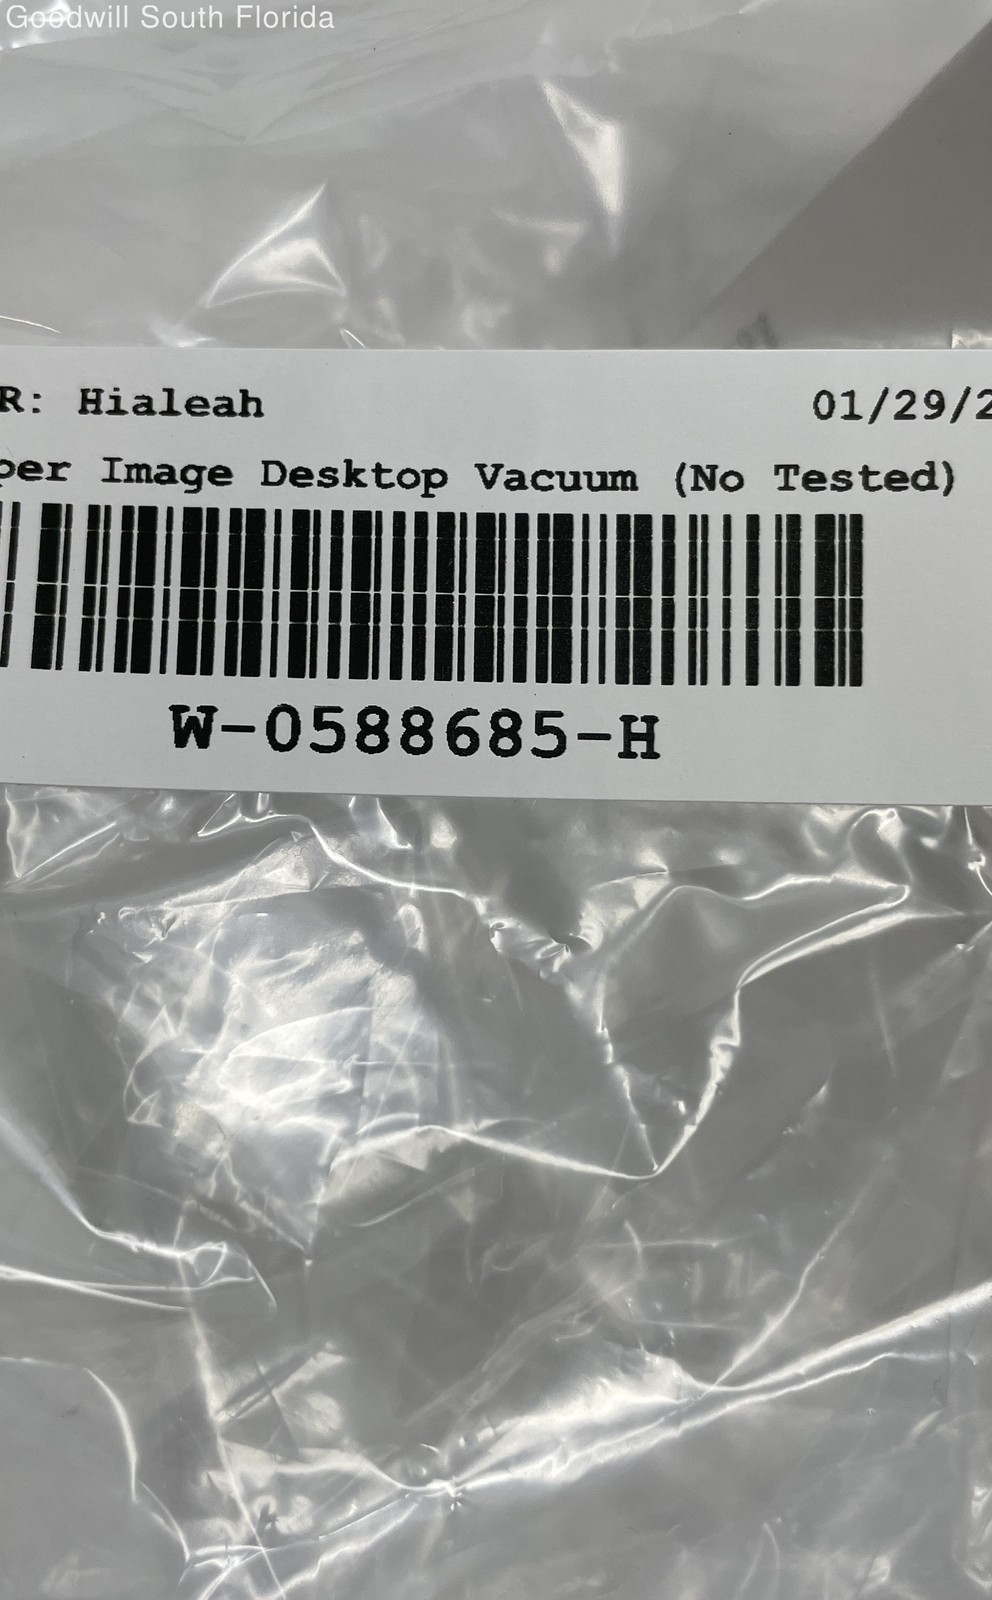 Goodwill South Florida
R: Hialeah 01/29/2
per Image Desktop Vacuum (No Tested)
W-0588685-H